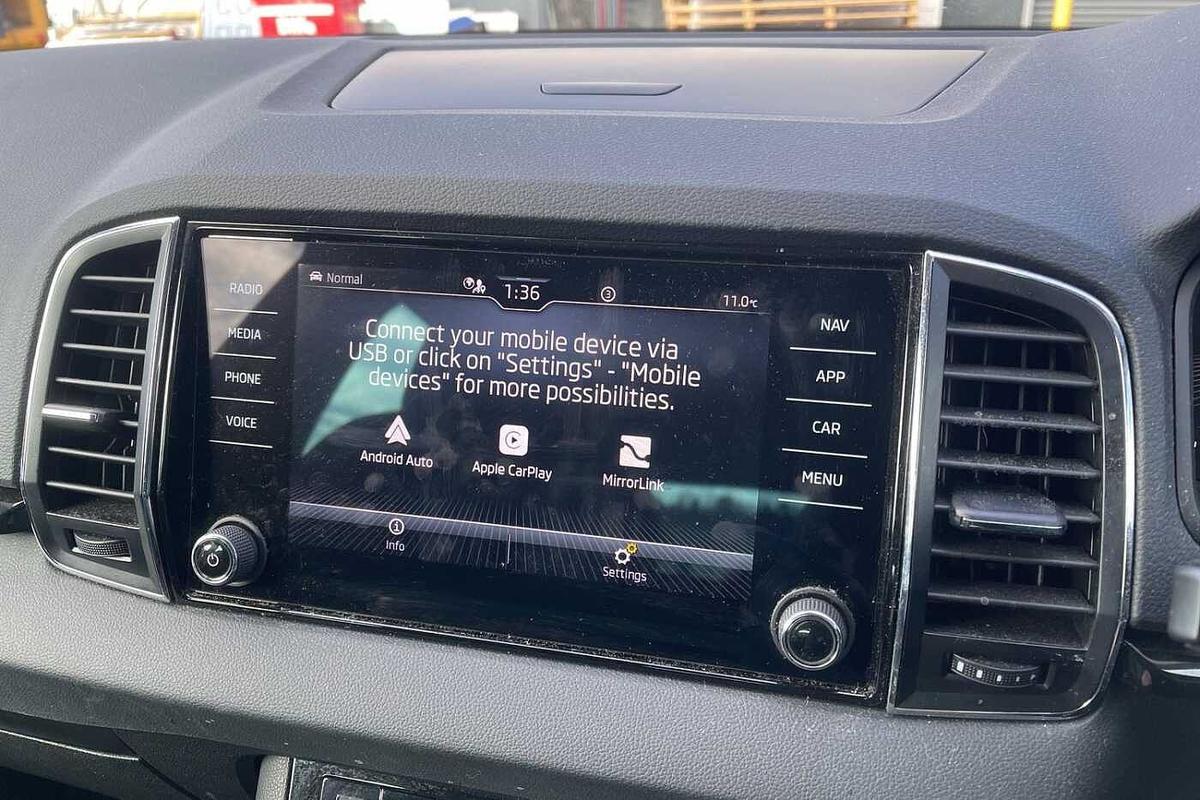 Normal
1:36
3
11.0°C
RADIO
MEDIA
PHONE
VOICE
Connect your mobile device via
USB or click on "Settings" - "Mobile
devices" for more possibilities.
Android Auto
Apple CarPlay
MirrorLink
Info
Settings
NAV
APP
CAR
MENU